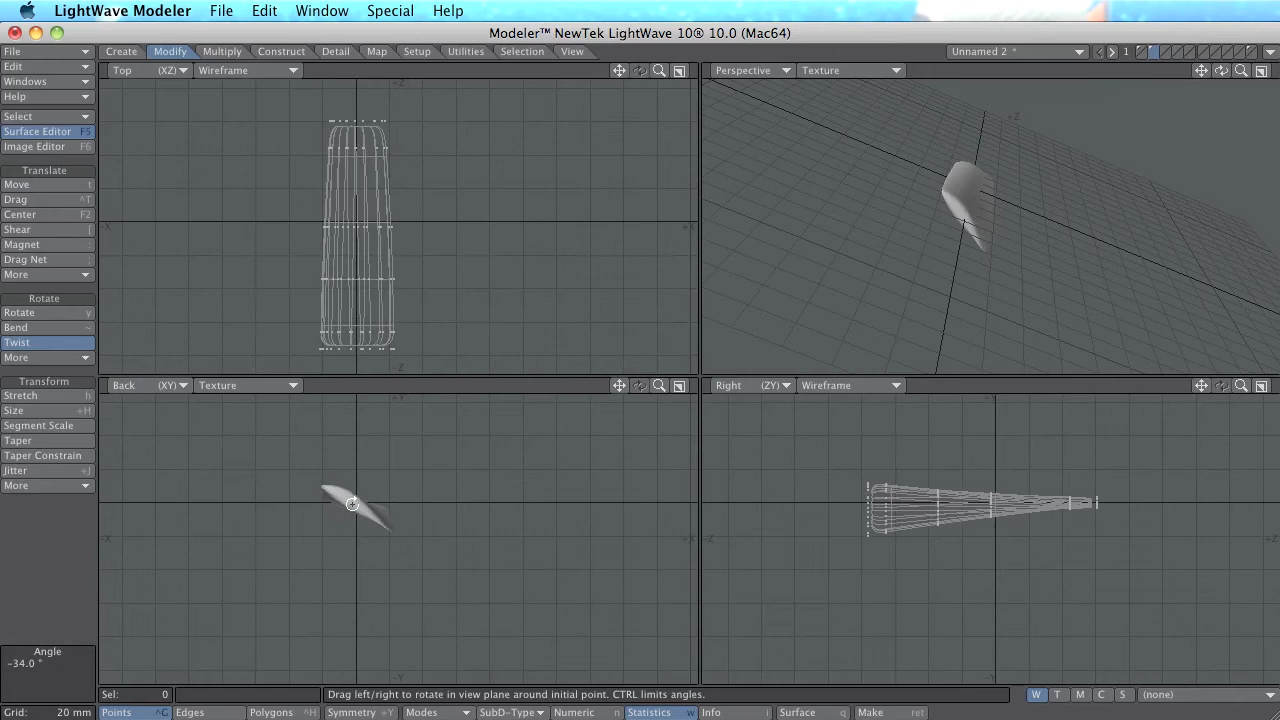 LightWave Modeler File Edit Window Special Help
Modeler™ NewTek LightWave 10® 10.0 (Mac64)
File Create Modify Multiply Construct Detail Map Setup Utilities Selection View Unnamed 2 * 1
Edit
Windows
Help
Select
Surface Editor F5
Image Editor F6
Translate
Move t
Drag ^T
Center F2
Shear [
Magnet :
Drag Net ;
More
Rotate
Rotate y
Bend ~
Twist
More
Transform
Stretch h
Size +H
Segment Scale
Taper
Taper Constrain
Jitter +J
More
Angle
-34.0 °
Top (XZ) Wireframe
+Z
-X +X
-Z
Perspective Texture
+Z
Back (XY) Texture
+Y
-X +X
-Y
Right (ZY) Wireframe
+Y
-Z +Z
-Y
Sel: 0 Drag left/right to rotate in view plane around initial point. CTRL limits angles. W T M C S (none)
Grid: 20 mm Points ^G Edges Polygons ^H Symmetry +Y Modes SubD-Type Numeric n Statistics w Info i Surface q Make ret